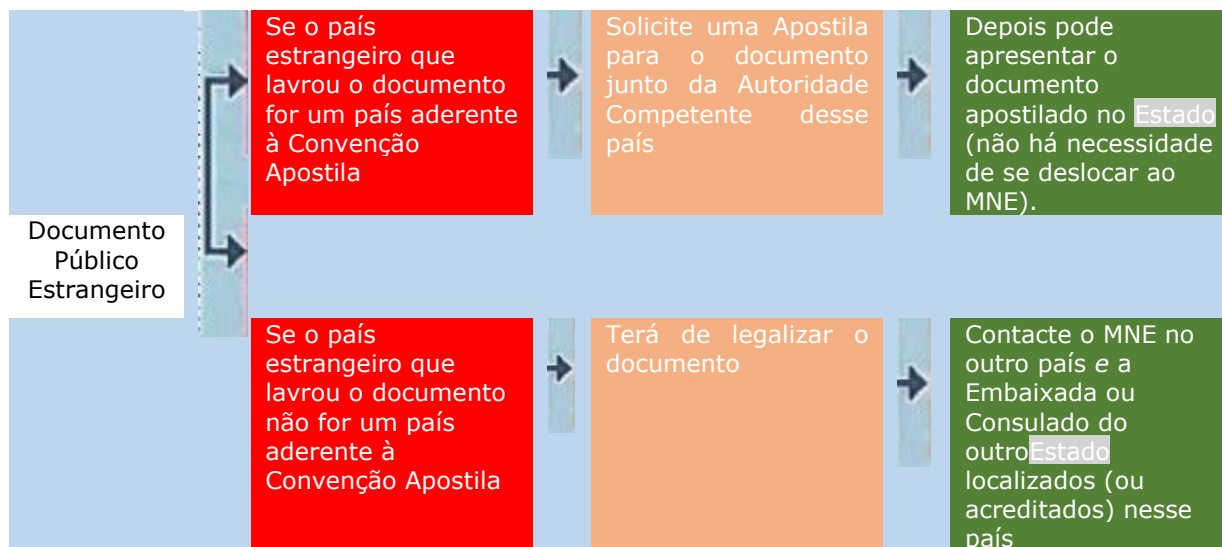 Se o país
estrangeiro que
lavrou o documento
for um país aderente
à Convenção
Apostila
Solicite uma Apostila
para o documento
junto da Autoridade
Competente desse
país
Depois pode
apresentar o
documento
apostilado no Estado
(não há necessidade
de se deslocar ao
MNE).
Documento
Público
Estrangeiro
Se o país
estrangeiro que
lavrou o documento
não for um país
aderente à
Convenção Apostila
Terá de legalizar o
documento
Contacte o MNE no
outro país e a
Embaixada ou
Consulado do
outroEstado
localizados (ou
acreditados) nesse
país